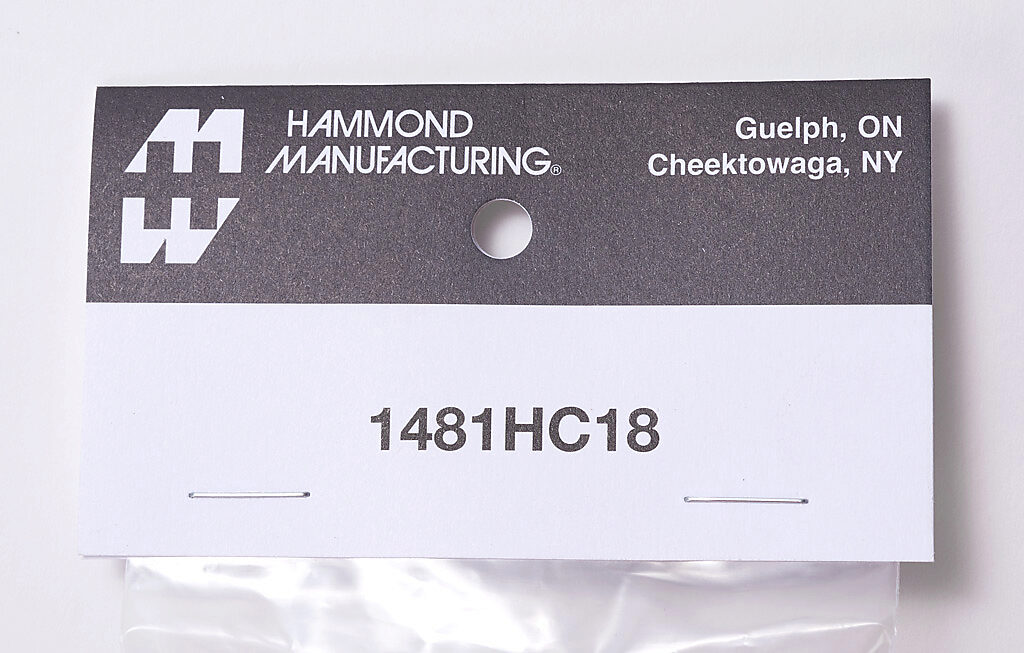 HAMMOND
MANUFACTURING®
Guelph, ON
Cheektowaga, NY
1481HC18